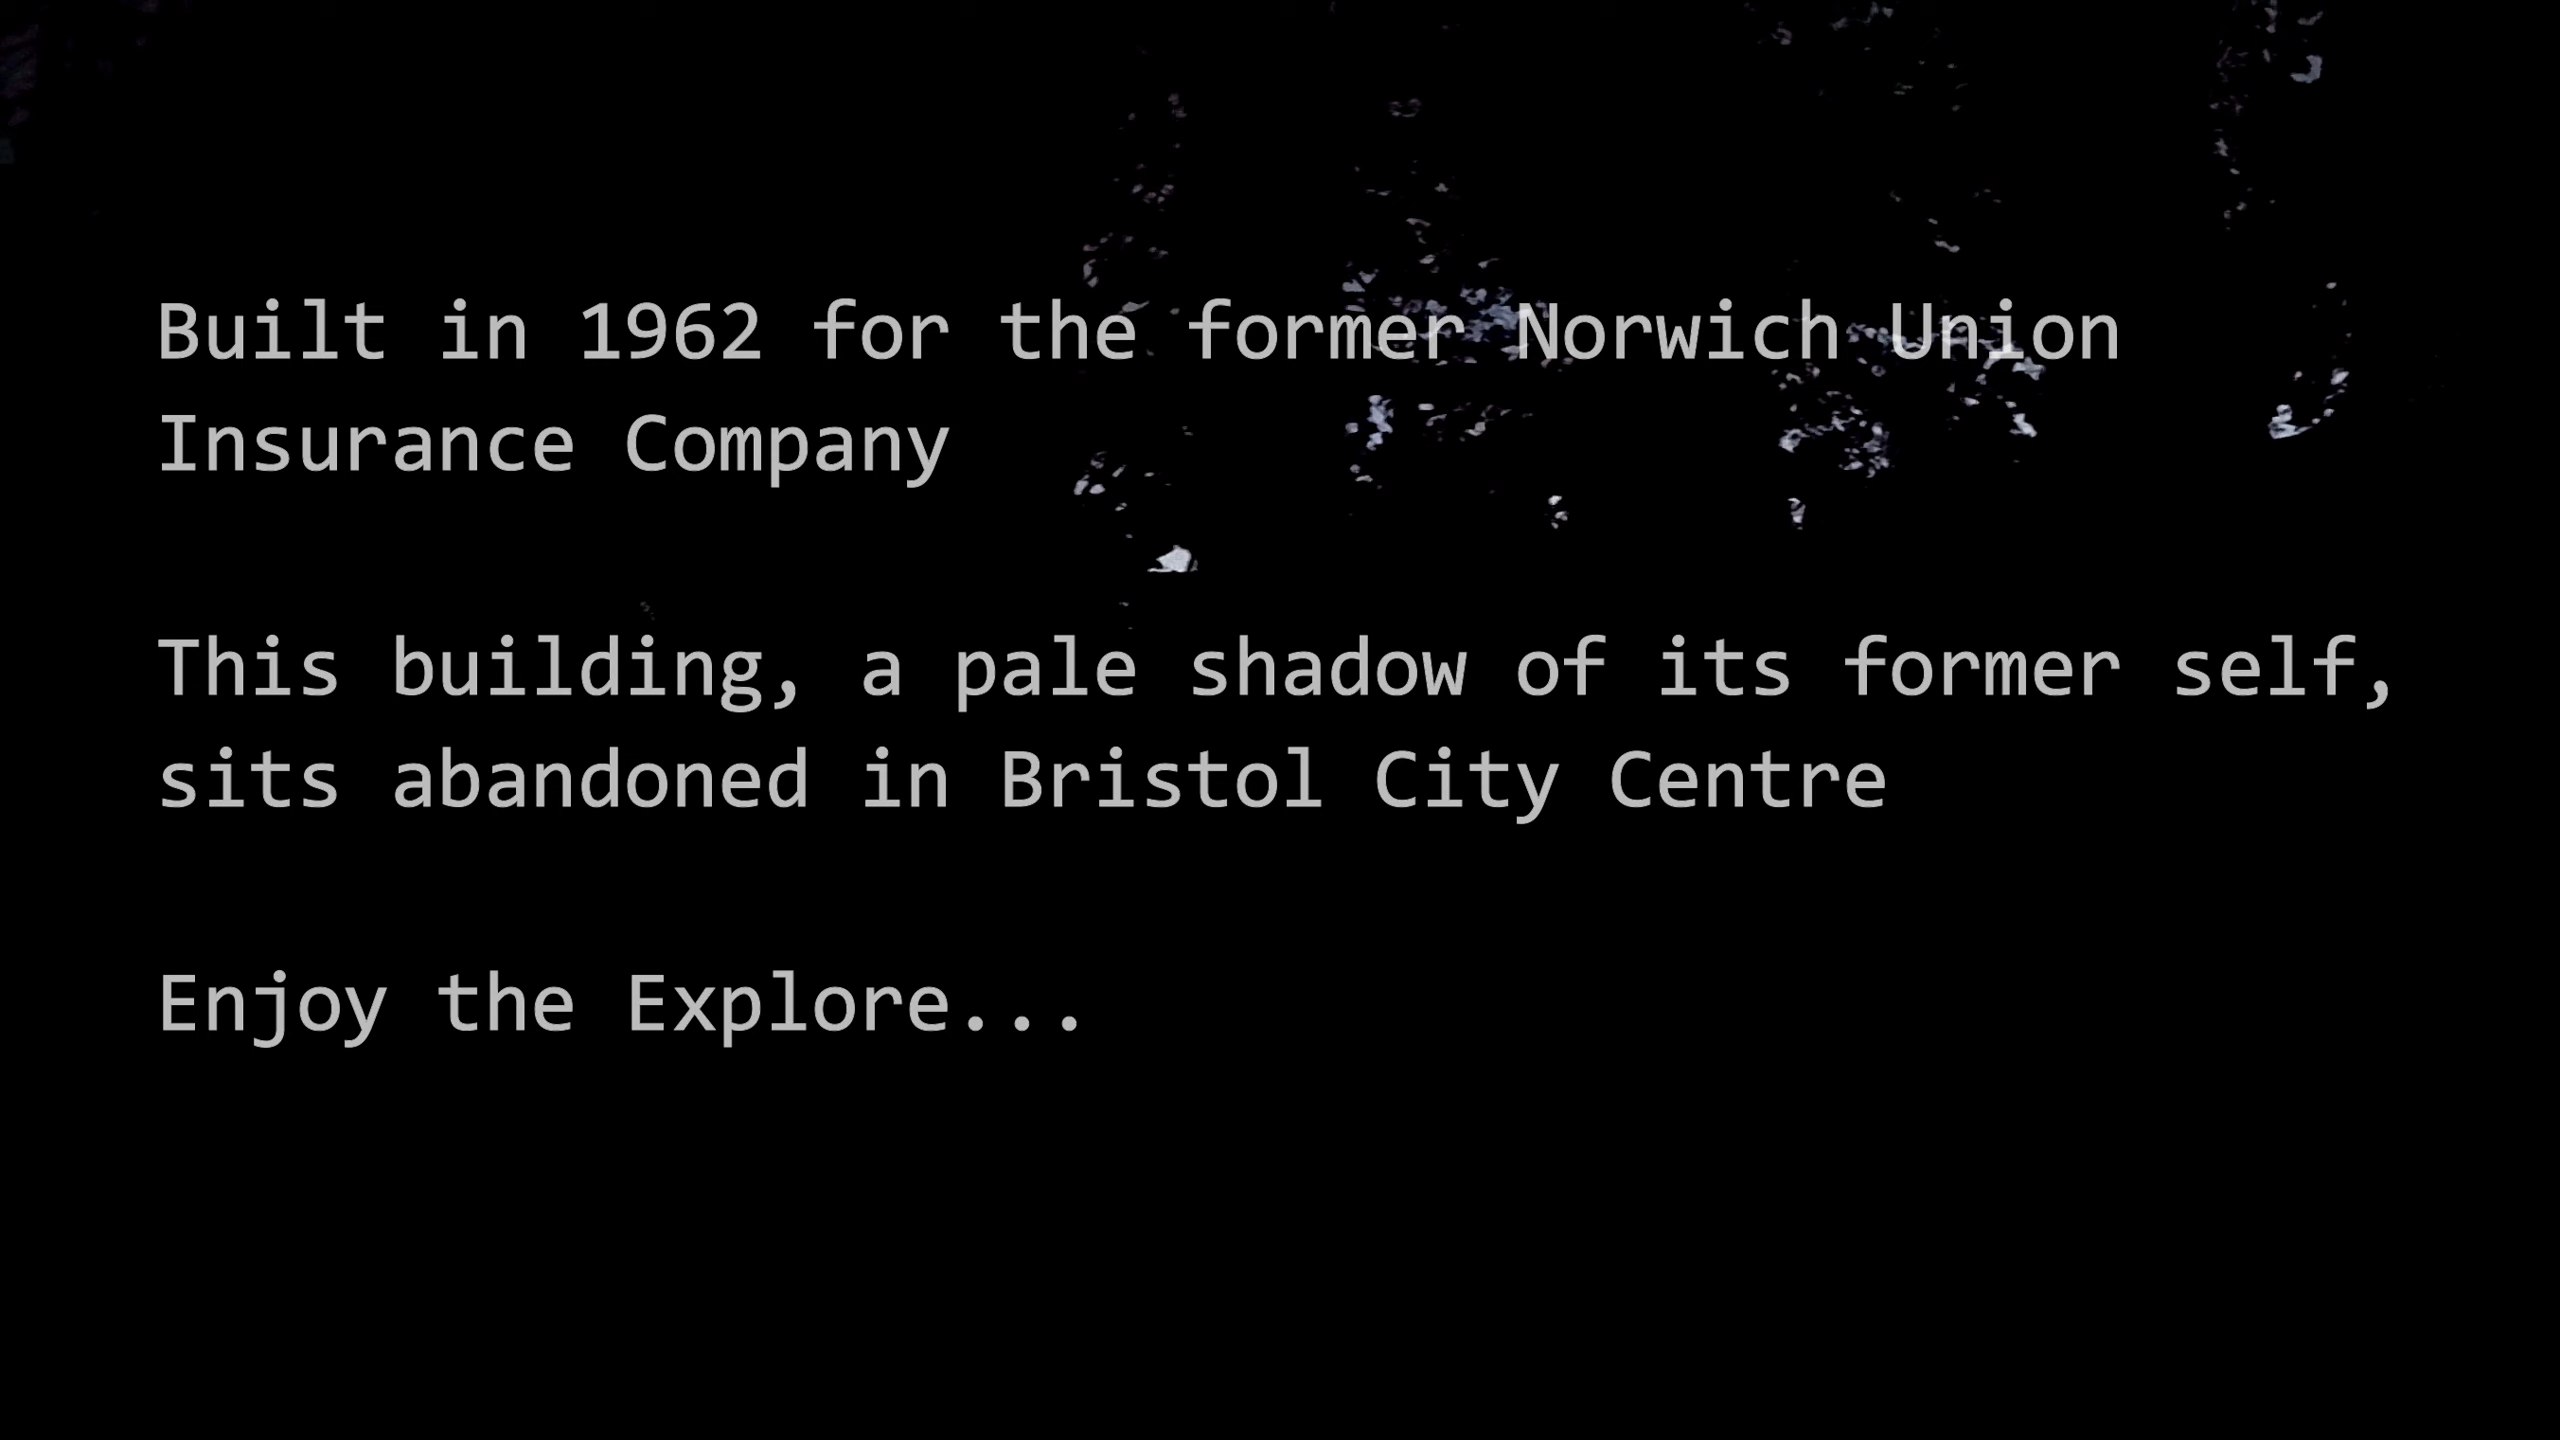 Built in 1962 for the former Norwich Union
Insurance Company
This building, a pale shadow of its former self,
sits abandoned in Bristol City Centre
Enjoy the Explore...